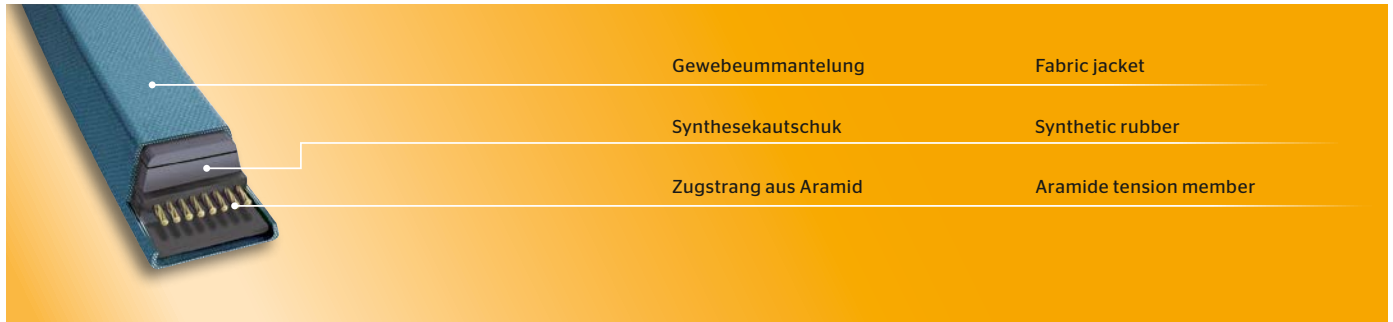 Gewebeummantelung Fabric jacket
Synthesekautschuk Synthetic rubber
Zugstrang aus Aramid Aramide tension member